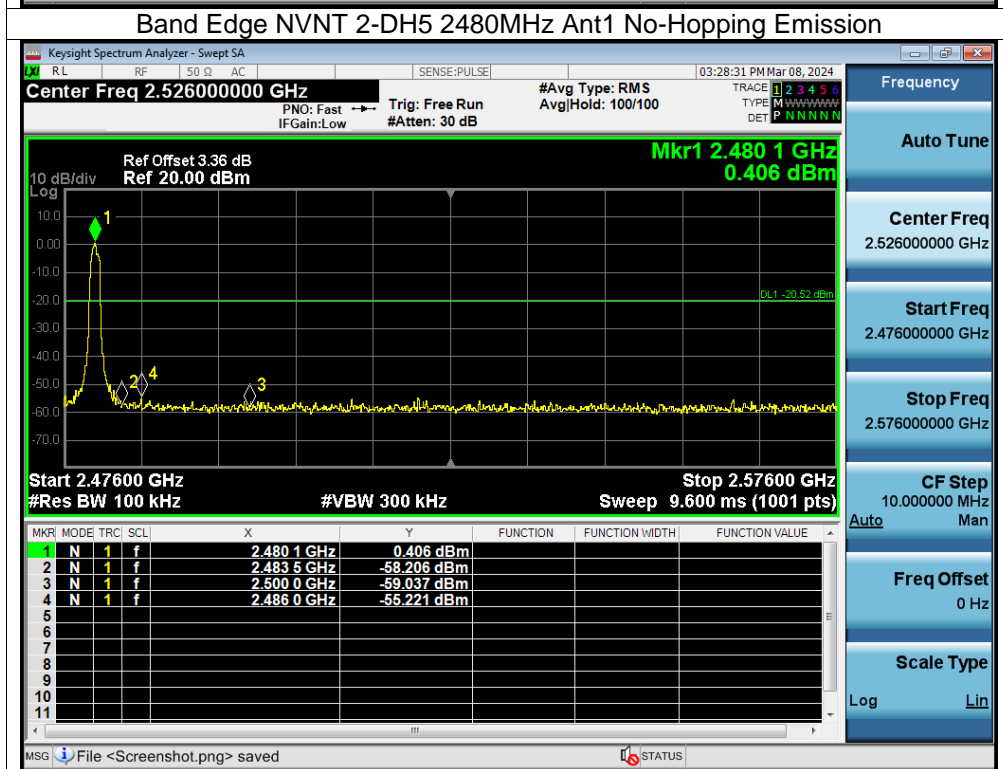 Band Edge NVNT 2-DH5 2480MHz Ant1 No-Hopping Emission
Keysight Spectrum Analyzer - Swept SA
LXI RL RF 50 Ω AC SENSE:PULSE 03:28:31 PM Mar 08, 2024
Center Freq 2.526000000 GHz #Avg Type: RMS TRACE 1 2 3 4 5 6
PNO: Fast Trig: Free Run Avg|Hold: 100/100 TYPE M WWWWW
IFGain:Low #Atten: 30 dB DET P N N N N N
Mkr1 2.480 1 GHz
0.406 dBm
Ref Offset 3.36 dB
10 dB/div Ref 20.00 dBm
Log
10.0
0.00
-10.0
-20.0
-30.0
-40.0
-50.0
-60.0
-70.0
1
DL1 -20.52 dBm
2
4
3
Start 2.47600 GHz Stop 2.57600 GHz
#Res BW 100 kHz #VBW 300 kHz Sweep 9.600 ms (1001 pts)
MKR MODE TRC SCL X Y FUNCTION FUNCTION WIDTH FUNCTION VALUE
1 N 1 f 2.480 1 GHz 0.406 dBm
2 N 1 f 2.483 5 GHz -58.206 dBm
3 N 1 f 2.500 0 GHz -59.037 dBm
4 N 1 f 2.486 0 GHz -55.221 dBm
5
6
7
8
9
10
11
MSG File <Screenshot.png> saved STATUS
Frequency
Auto Tune
Center Freq
2.526000000 GHz
Start Freq
2.476000000 GHz
Stop Freq
2.576000000 GHz
CF Step
10.000000 MHz
Auto Man
Freq Offset
0 Hz
Scale Type
Log Lin